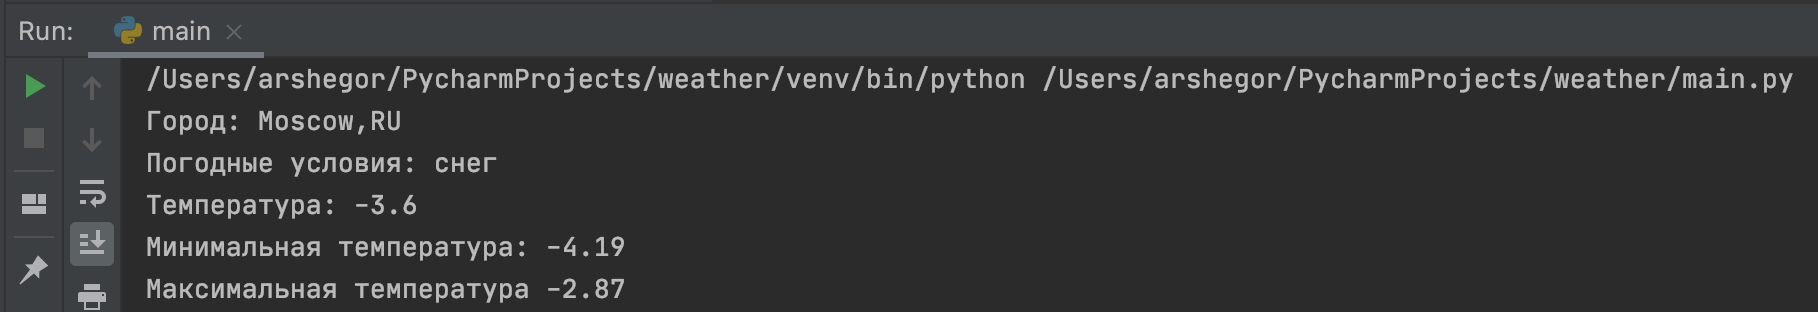 Run: main
/Users/arshegor/PycharmProjects/weather/venv/bin/python /Users/arshegor/PycharmProjects/weather/main.py
Город: Moscow,RU
Погодные условия: снег
Температура: -3.6
Минимальная температура: -4.19
Максимальная температура -2.87